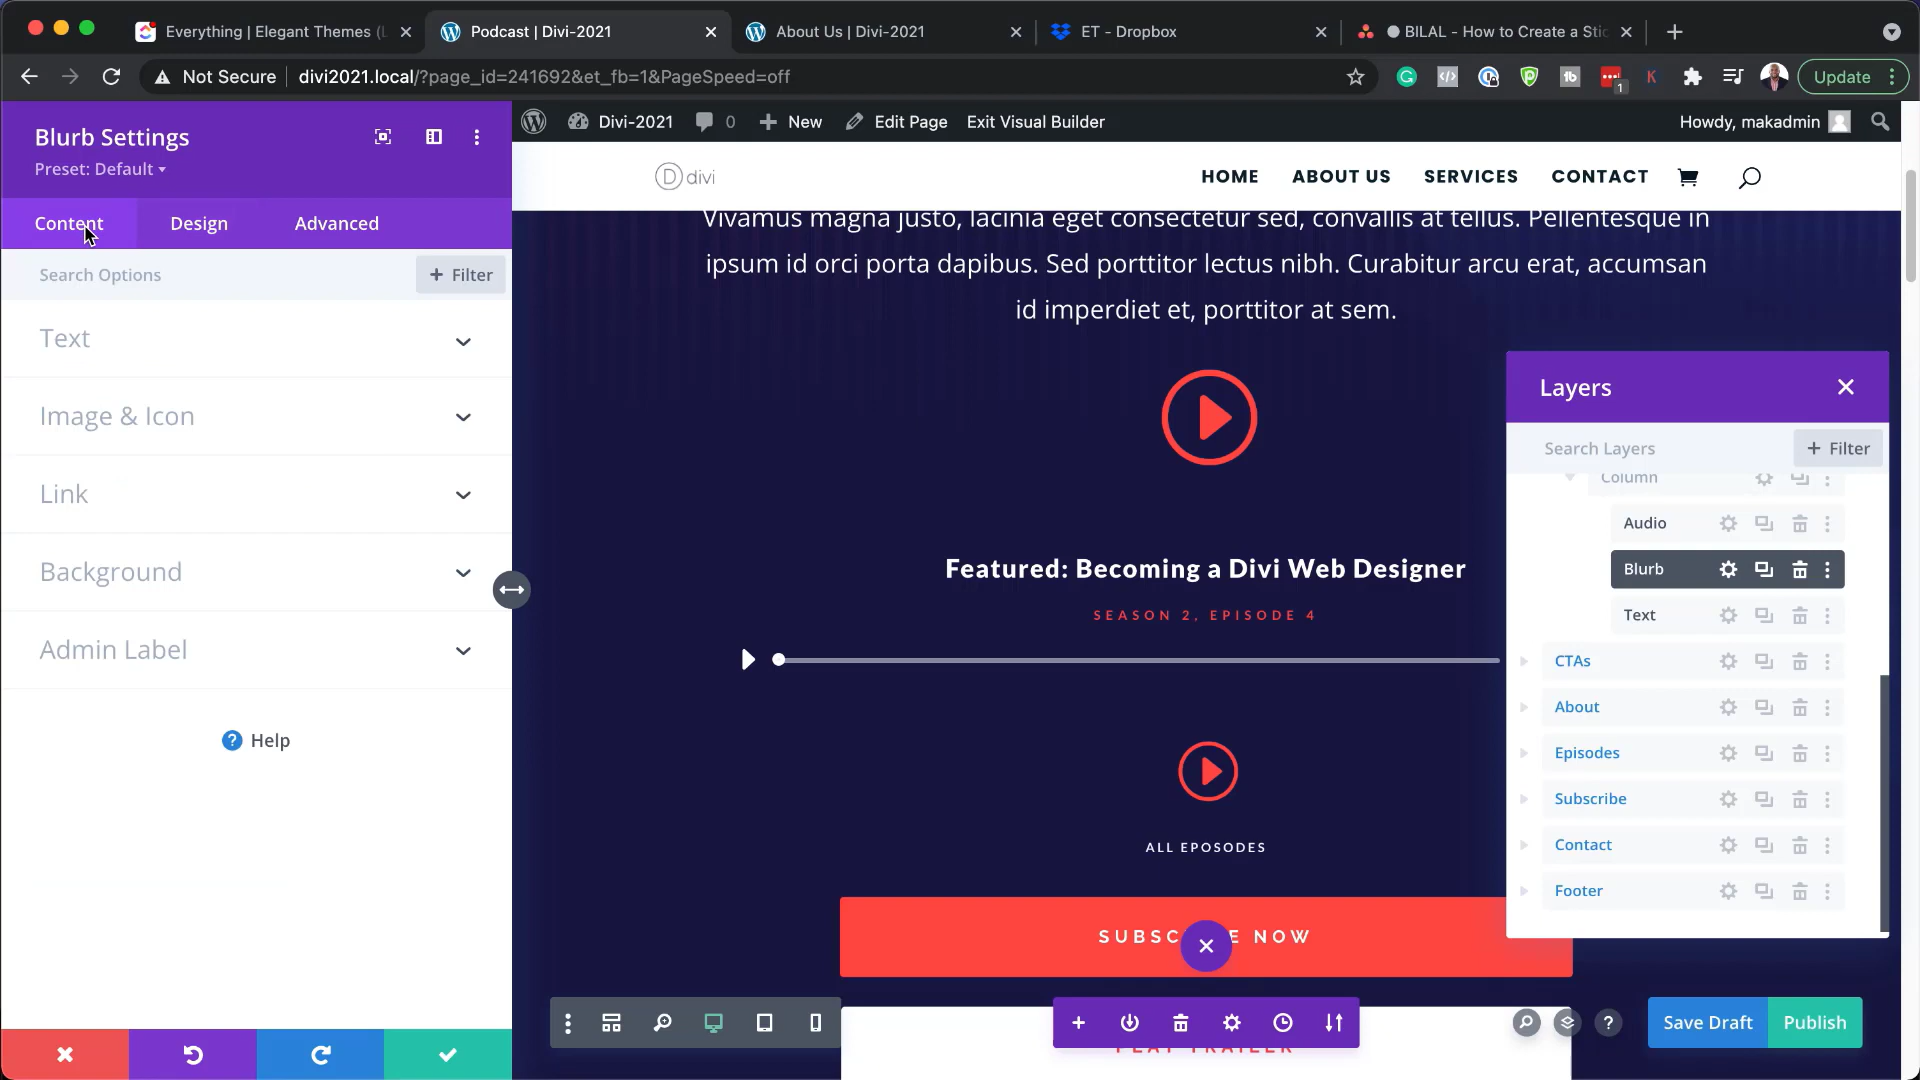 Everything | Elegant Themes (L
Podcast | Divi-2021
About Us | Divi-2021
ET - Dropbox
BILAL - How to Create a Stic
Not Secure
divi2021.local/?page_id=241692&et_fb=1&PageSpeed=off
1
Update
Blurb Settings
Preset: Default
Content
Design
Advanced
Search Options
+ Filter
Text
Image & Icon
Link
Background
Admin Label
Help
Divi-2021
0
New
Edit Page
Exit Visual Builder
Howdy, makadmin
divi
HOME
ABOUT US
SERVICES
CONTACT
Vivamus magna justo, lacinia eget consectetur sed, convallis at tellus. Pellentesque in
ipsum id orci porta dapibus. Sed porttitor lectus nibh. Curabitur arcu erat, accumsan
id imperdiet et, porttitor at sem.
Featured: Becoming a Divi Web Designer
SEASON 2, EPISODE 4
ALL EPOSODES
PLAY TRAILER
Layers
Search Layers
+ Filter
Column
Audio
Blurb
Text
CTAs
About
Episodes
Subscribe
Contact
Footer
Save Draft
Publish